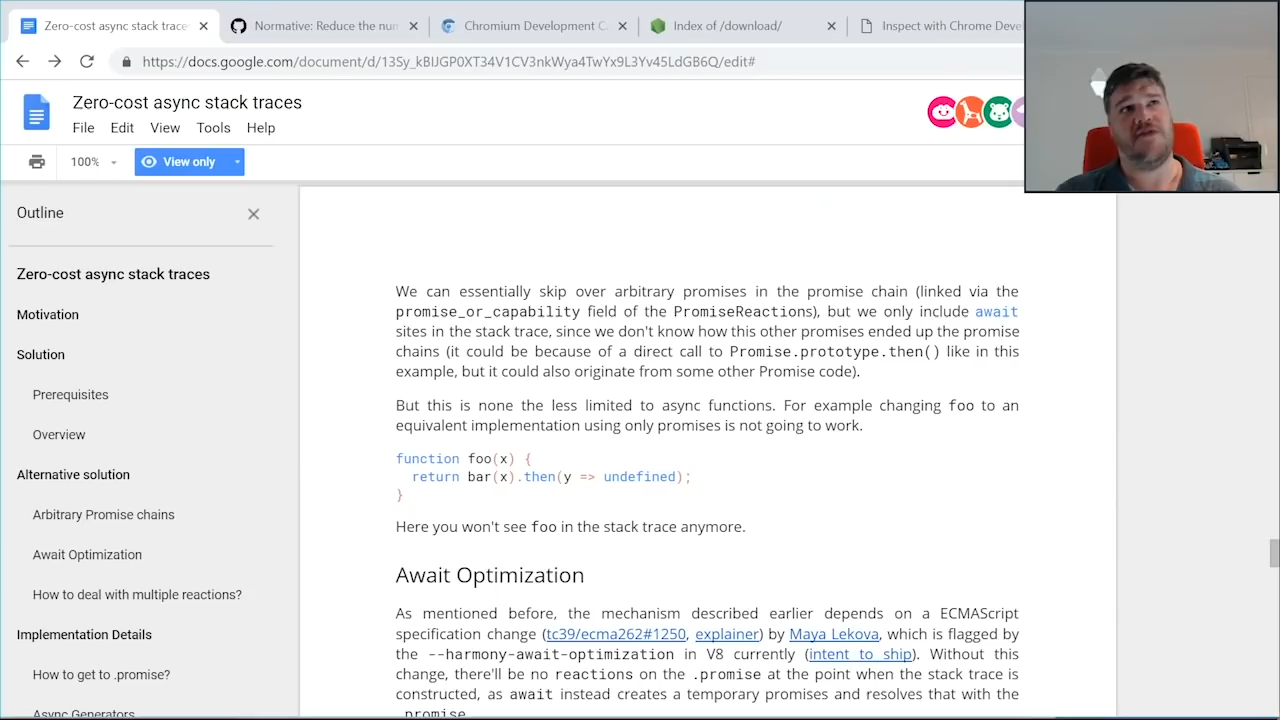 Zero-cost async stack traces
Normative: Reduce the num
Chromium Development C
Index of /download/
Inspect with Chrome Devel
https://docs.google.com/document/d/13Sy_kBIJGP0XT34V1CV3nkWya4TwYx9L3Yv45LdGB6Q/edit#
Zero-cost async stack traces
File Edit View Tools Help
100% View only
Outline
Zero-cost async stack traces
Motivation
Solution
Prerequisites
Overview
Alternative solution
Arbitrary Promise chains
Await Optimization
How to deal with multiple reactions?
Implementation Details
How to get to .promise?
Async Generators
We can essentially skip over arbitrary promises in the promise chain (linked via the
promise_or_capability field of the PromiseReactions), but we only include await
sites in the stack trace, since we don't know how this other promises ended up the promise
chains (it could be because of a direct call to Promise.prototype.then() like in this
example, but it could also originate from some other Promise code).
But this is none the less limited to async functions. For example changing foo to an
equivalent implementation using only promises is not going to work.
function foo(x) {
return bar(x).then(y => undefined);
}
Here you won't see foo in the stack trace anymore.
Await Optimization
As mentioned before, the mechanism described earlier depends on a ECMAScript
specification change (tc39/ecma262#1250, explainer) by Maya Lekova, which is flagged by
the --harmony-await-optimization in V8 currently (intent to ship). Without this
change, there'll be no reactions on the .promise at the point when the stack trace is
constructed, as await instead creates a temporary promises and resolves that with the
.promise.